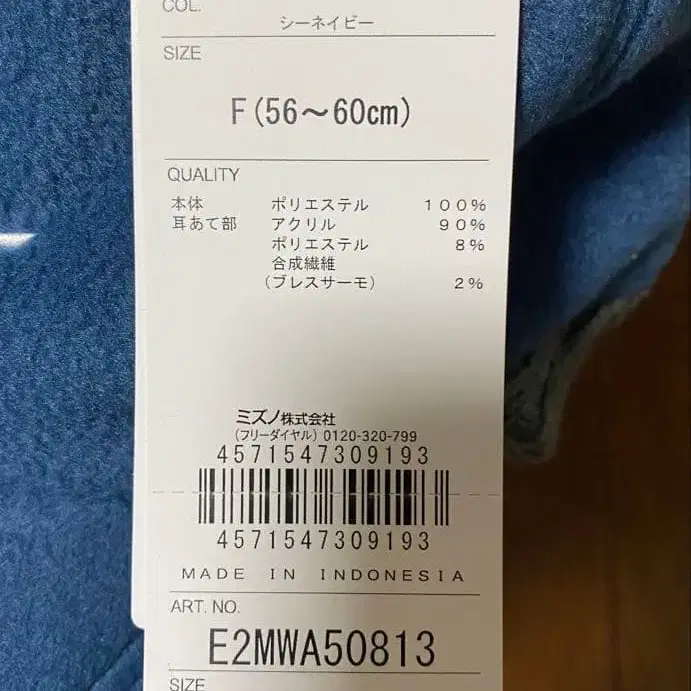 COL.
シーネイビー
SIZE
F(56～60cm)
QUALITY
本体 ポリエステル 100%
耳あて部 アクリル 90%
ポリエステル 8%
合成繊維
(ブレスサーモ) 2%
ミズノ株式会社
(フリーダイヤル) 0120-320-799
4571547309193
4571547309193
MADE IN INDONESIA
ART. NO.
E2MWA50813
SIZE